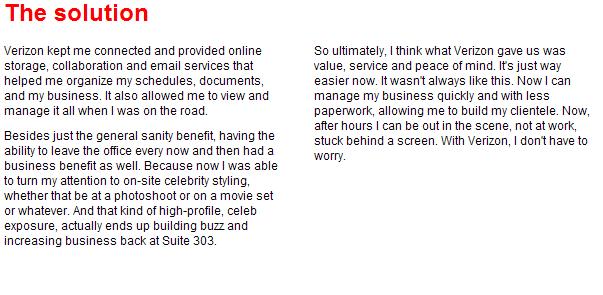 The solution
Verizon kept me connected and provided online
storage, collaboration and email services that
helped me organize my schedules, documents,
and my business. It also allowed me to view and
manage it all when I was on the road.
Besides just the general sanity benefit, having the
ability to leave the office every now and then had a
business benefit as well. Because now I was able
to turn my attention to on-site celebrity styling,
whether that be at a photoshoot or on a movie set
or whatever. And that kind of high-profile, celeb
exposure, actually ends up building buzz and
increasing business back at Suite 303.
So ultimately, I think what Verizon gave us was
value, service and peace of mind. It's just way
easier now. It wasn't always like this. Now I can
manage my business quickly and with less
paperwork, allowing me to build my clientele. Now,
after hours I can be out in the scene, not at work,
stuck behind a screen. With Verizon, I don't have to
worry.